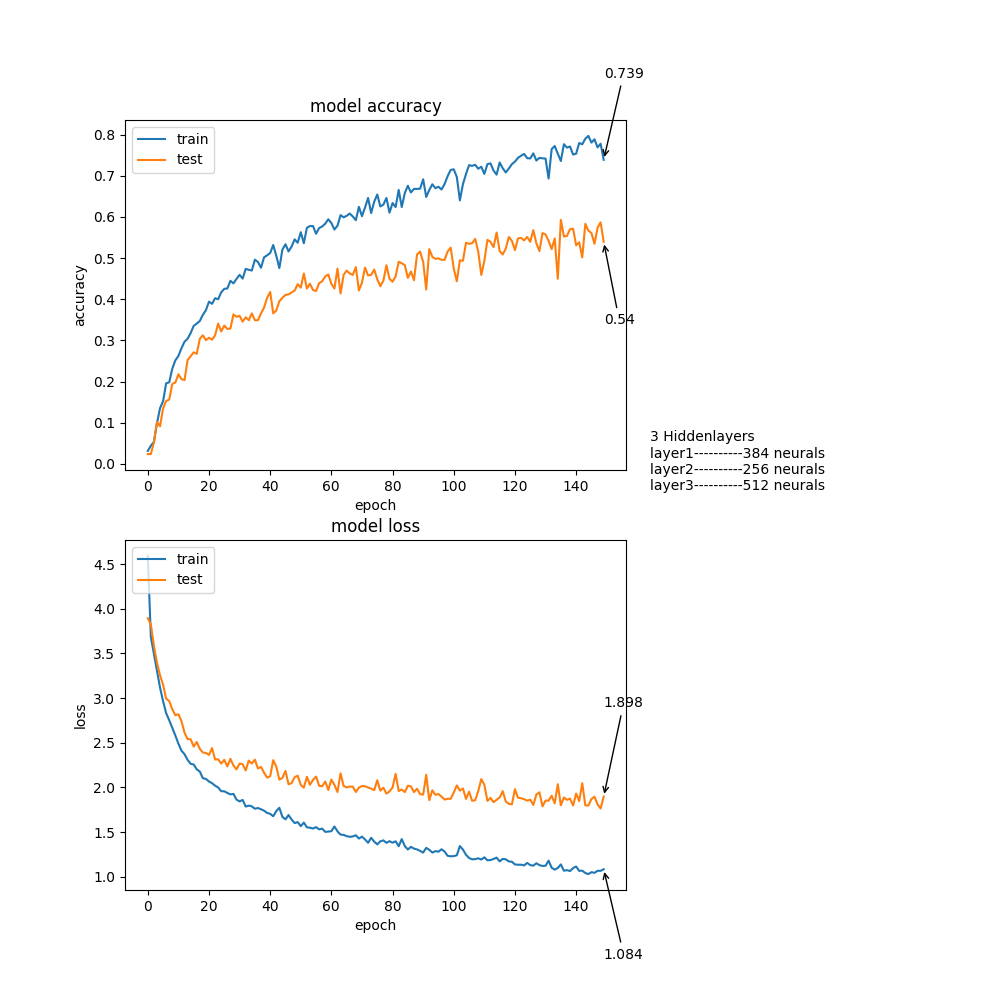 0.739
model accuracy
train
test
0.8
0.7
0.6
0.5
0.4
0.3
0.2
0.1
0.0
accuracy
0.54
0 20 40 60 80 100 120 140
epoch
3 Hiddenlayers
layer1----------384 neurals
layer2----------256 neurals
layer3----------512 neurals
model loss
train
test
4.5
4.0
3.5
3.0
2.5
2.0
1.5
1.0
loss
1.898
0 20 40 60 80 100 120 140
epoch
1.084